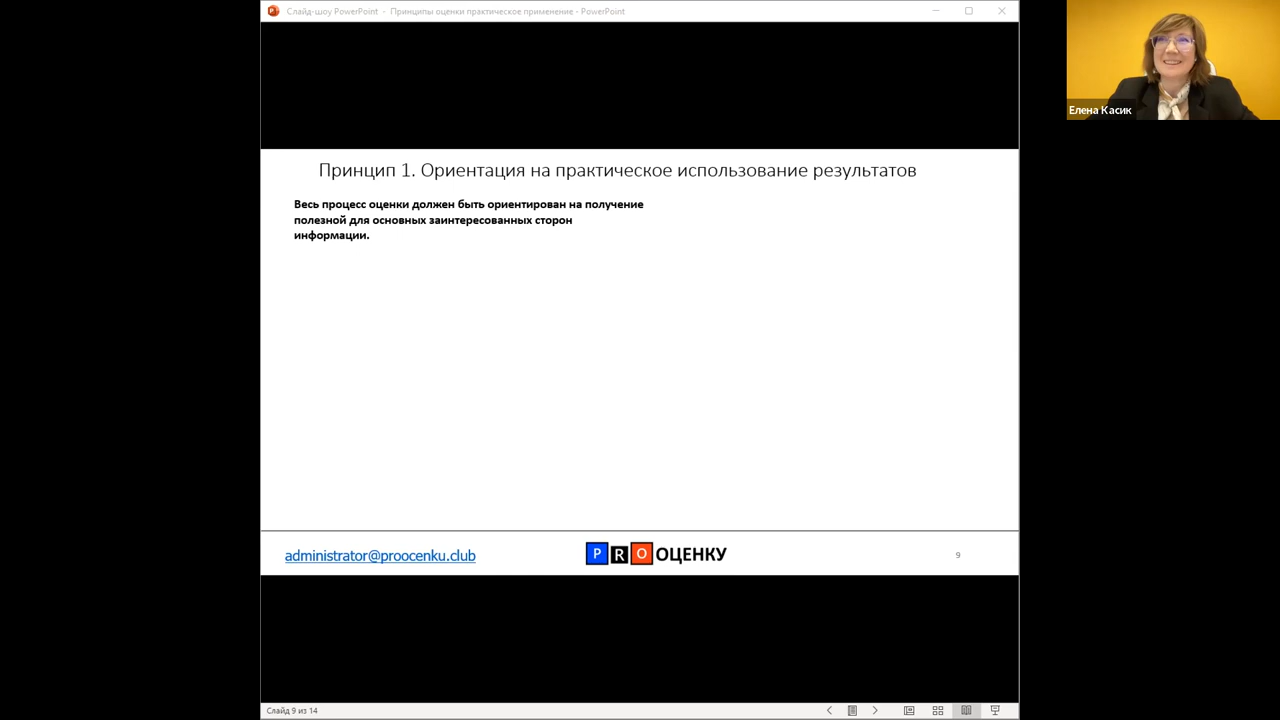 Слайд-шоу PowerPoint - Принципы оценки практическое применение - PowerPoint
Елена Касик
Принцип 1. Ориентация на практическое использование результатов
Весь процесс оценки должен быть ориентирован на получение
полезной для основных заинтересованных сторон
информации.
administrator@proocenku.club
PRO ОЦЕНКУ
9
Слайд 9 из 14